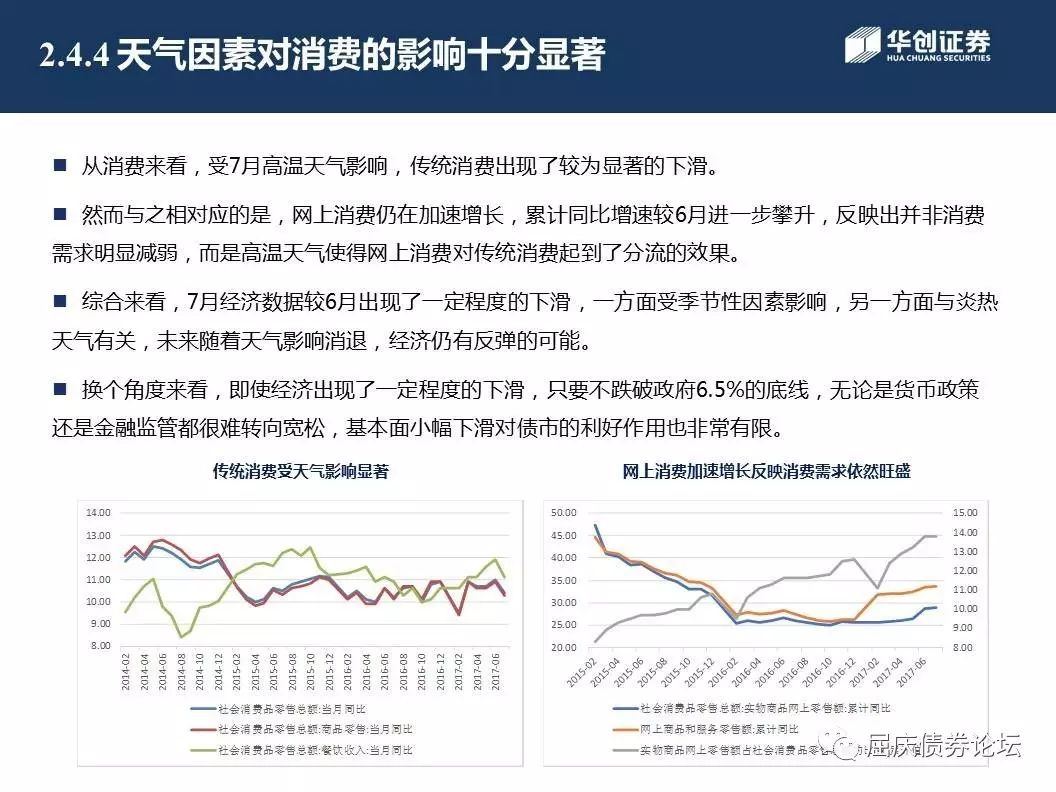 2.4.4 天气因素对消费的影响十分显著
华创证券
HUA CHUANG SECURITIES
■ 从消费来看，受7月高温天气影响，传统消费出现了较为显著的下滑。
■ 然而与之相对应的是，网上消费仍在加速增长，累计同比增速较6月进一步攀升，反映出并非消费
需求明显减弱，而是高温天气使得网上消费对传统消费起到了分流的效果。
■ 综合来看，7月经济数据较6月出现了一定程度的下滑，一方面受季节性因素影响，另一方面与炎热
天气有关，未来随着天气影响消退，经济仍有反弹的可能。
■ 换个角度来看，即使经济出现了一定程度的下滑，只要不跌破政府6.5%的底线，无论是货币政策
还是金融监管都很难转向宽松，基本面小幅下滑对债市的利好作用也非常有限。
传统消费受天气影响显著
14.00
13.00
12.00
11.00
10.00
9.00
8.00
2014-02 2014-04 2014-06 2014-08 2014-10 2014-12 2015-02 2015-04 2015-06 2015-08 2015-10 2015-12 2016-02 2016-04 2016-06 2016-08 2016-10 2016-12 2017-02 2017-04 2017-06
社会消费品零售总额:当月同比
社会消费品零售总额:商品零售:当月同比
社会消费品零售总额:餐饮收入:当月同比
网上消费加速增长反映消费需求依然旺盛
50.00 15.00
45.00 14.00
40.00 13.00
35.00 12.00
30.00 11.00
25.00 10.00
20.00 9.00
8.00
2015-02 2015-04 2015-06 2015-08 2015-10 2015-12 2016-02 2016-04 2016-06 2016-08 2016-10 2016-12 2017-02 2017-04 2017-06
社会消费品零售总额:实物商品网上零售额:累计同比
网上商品和服务零售额:累计同比
实物商品网上零售额占社会消费品零售
屈庆债券论坛